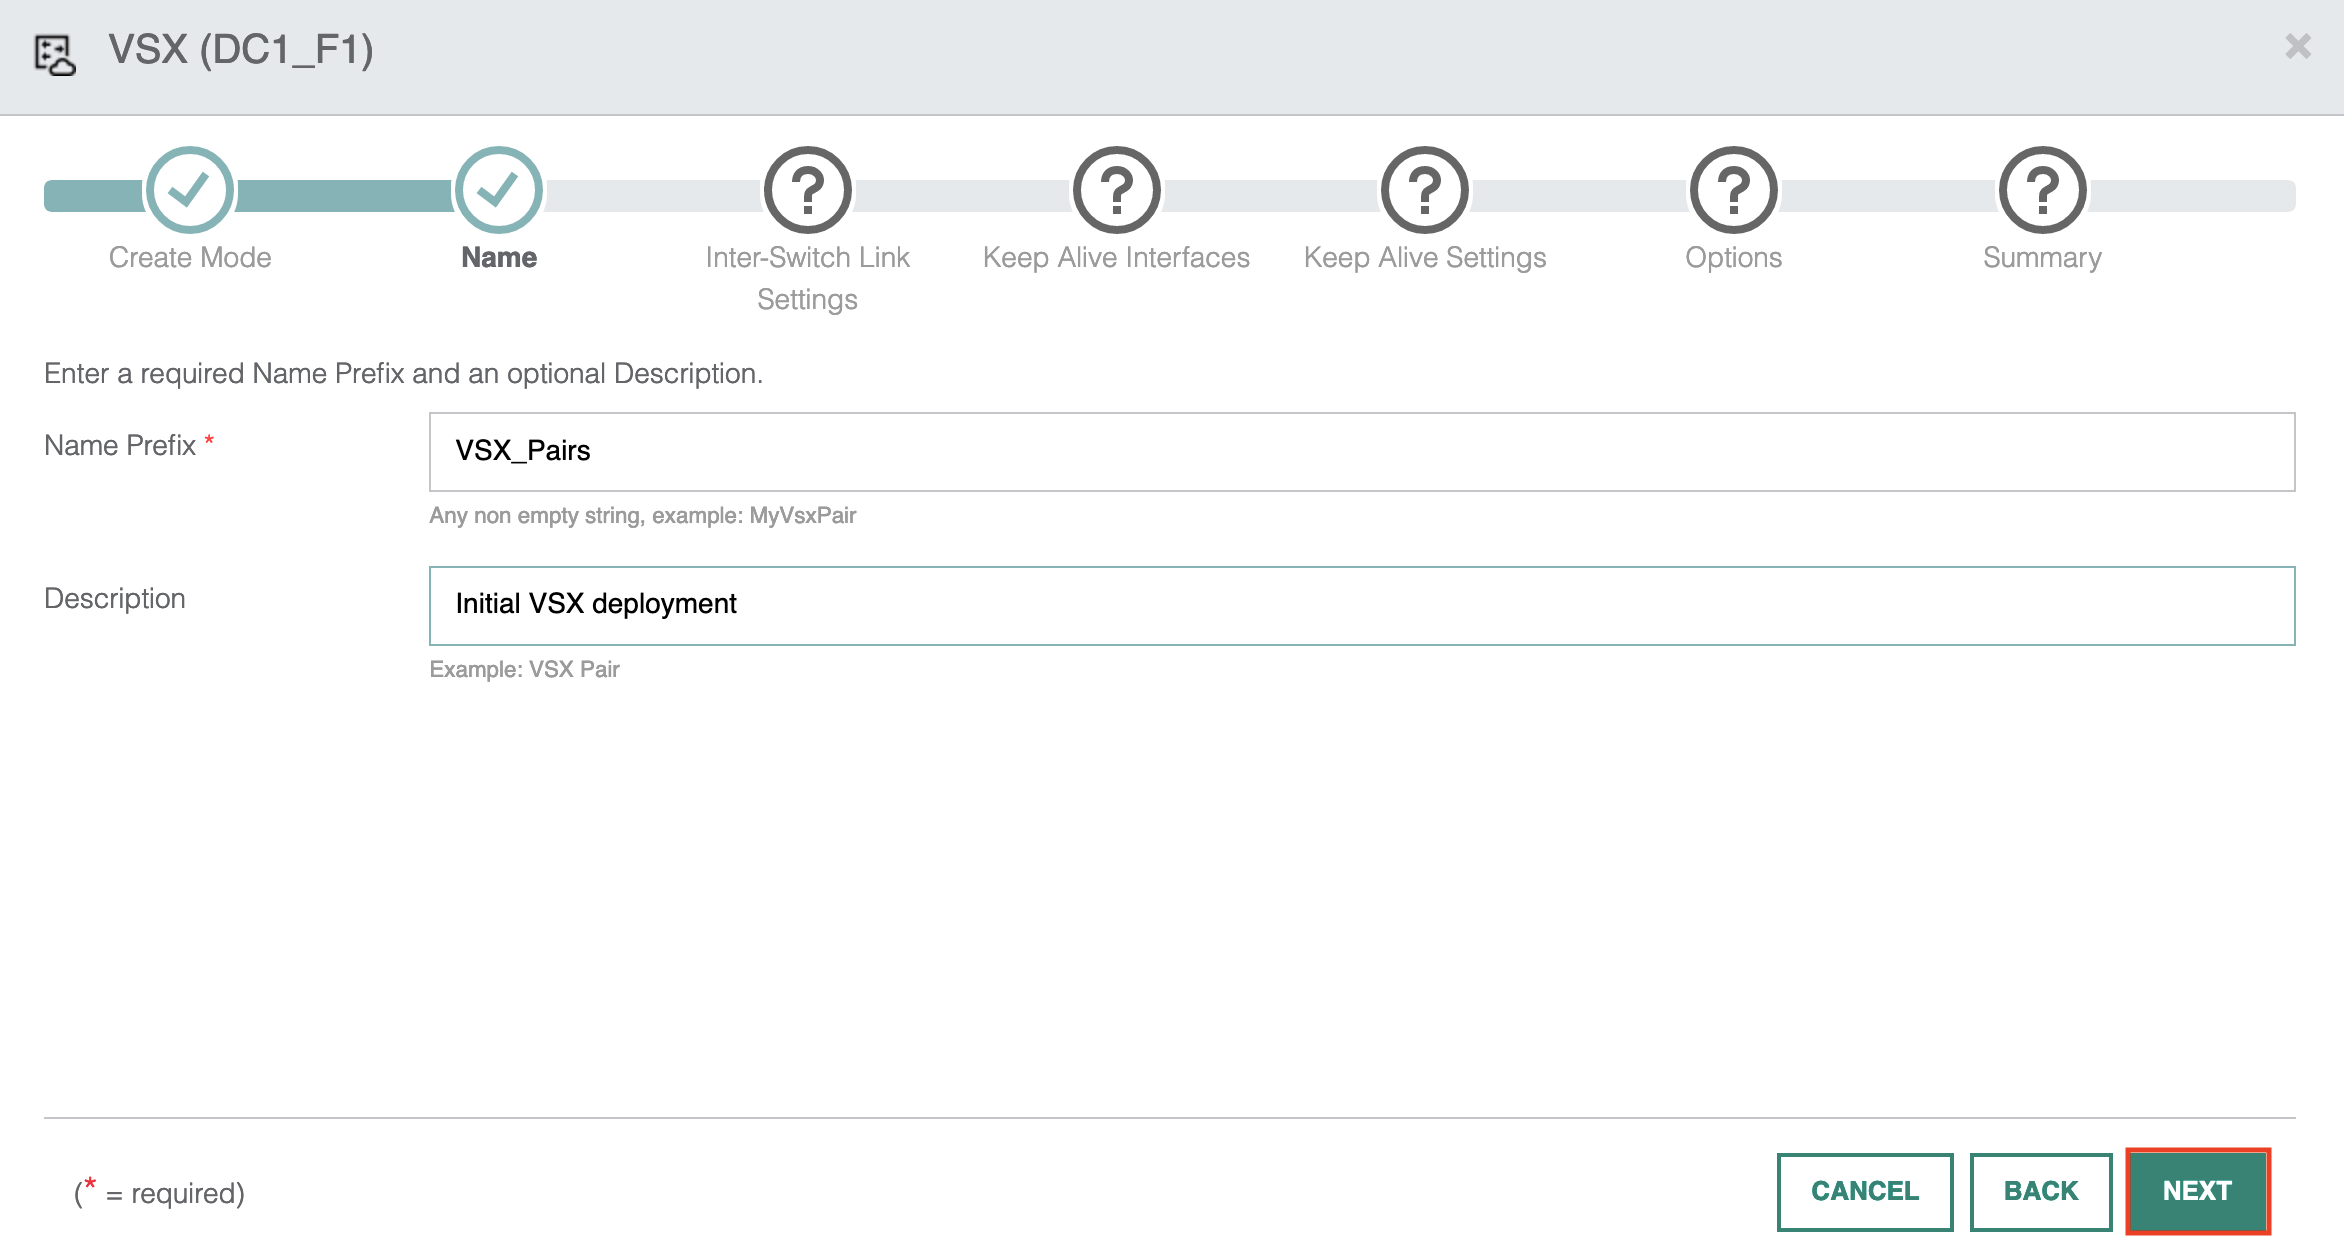 VSX (DC1_F1)
Create Mode
Name
Inter-Switch Link
Settings
Keep Alive Interfaces
Keep Alive Settings
Options
Summary
Enter a required Name Prefix and an optional Description.
Name Prefix *
VSX_Pairs
Any non empty string, example: MyVsxPair
Description
Initial VSX deployment
Example: VSX Pair
(* = required)
CANCEL
BACK
NEXT